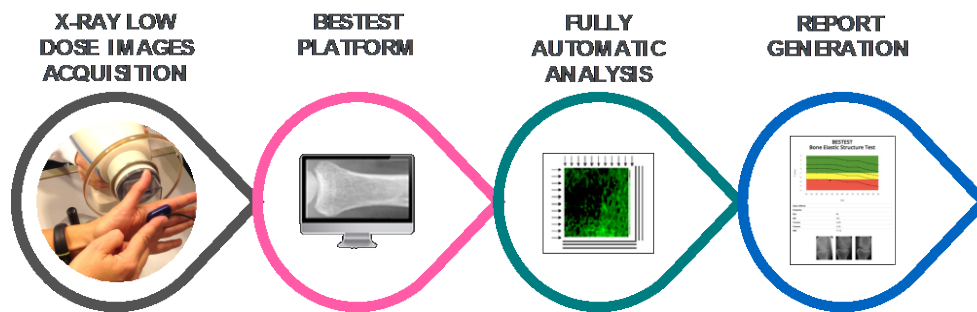 X-RAY LOW
DOSE IMAGES
ACQUISITION
BESTEST
PLATFORM
FULLY
AUTOMATIC
ANALYSIS
REPORT
GENERATION
BESTEST
Bone Elastic Structure Test